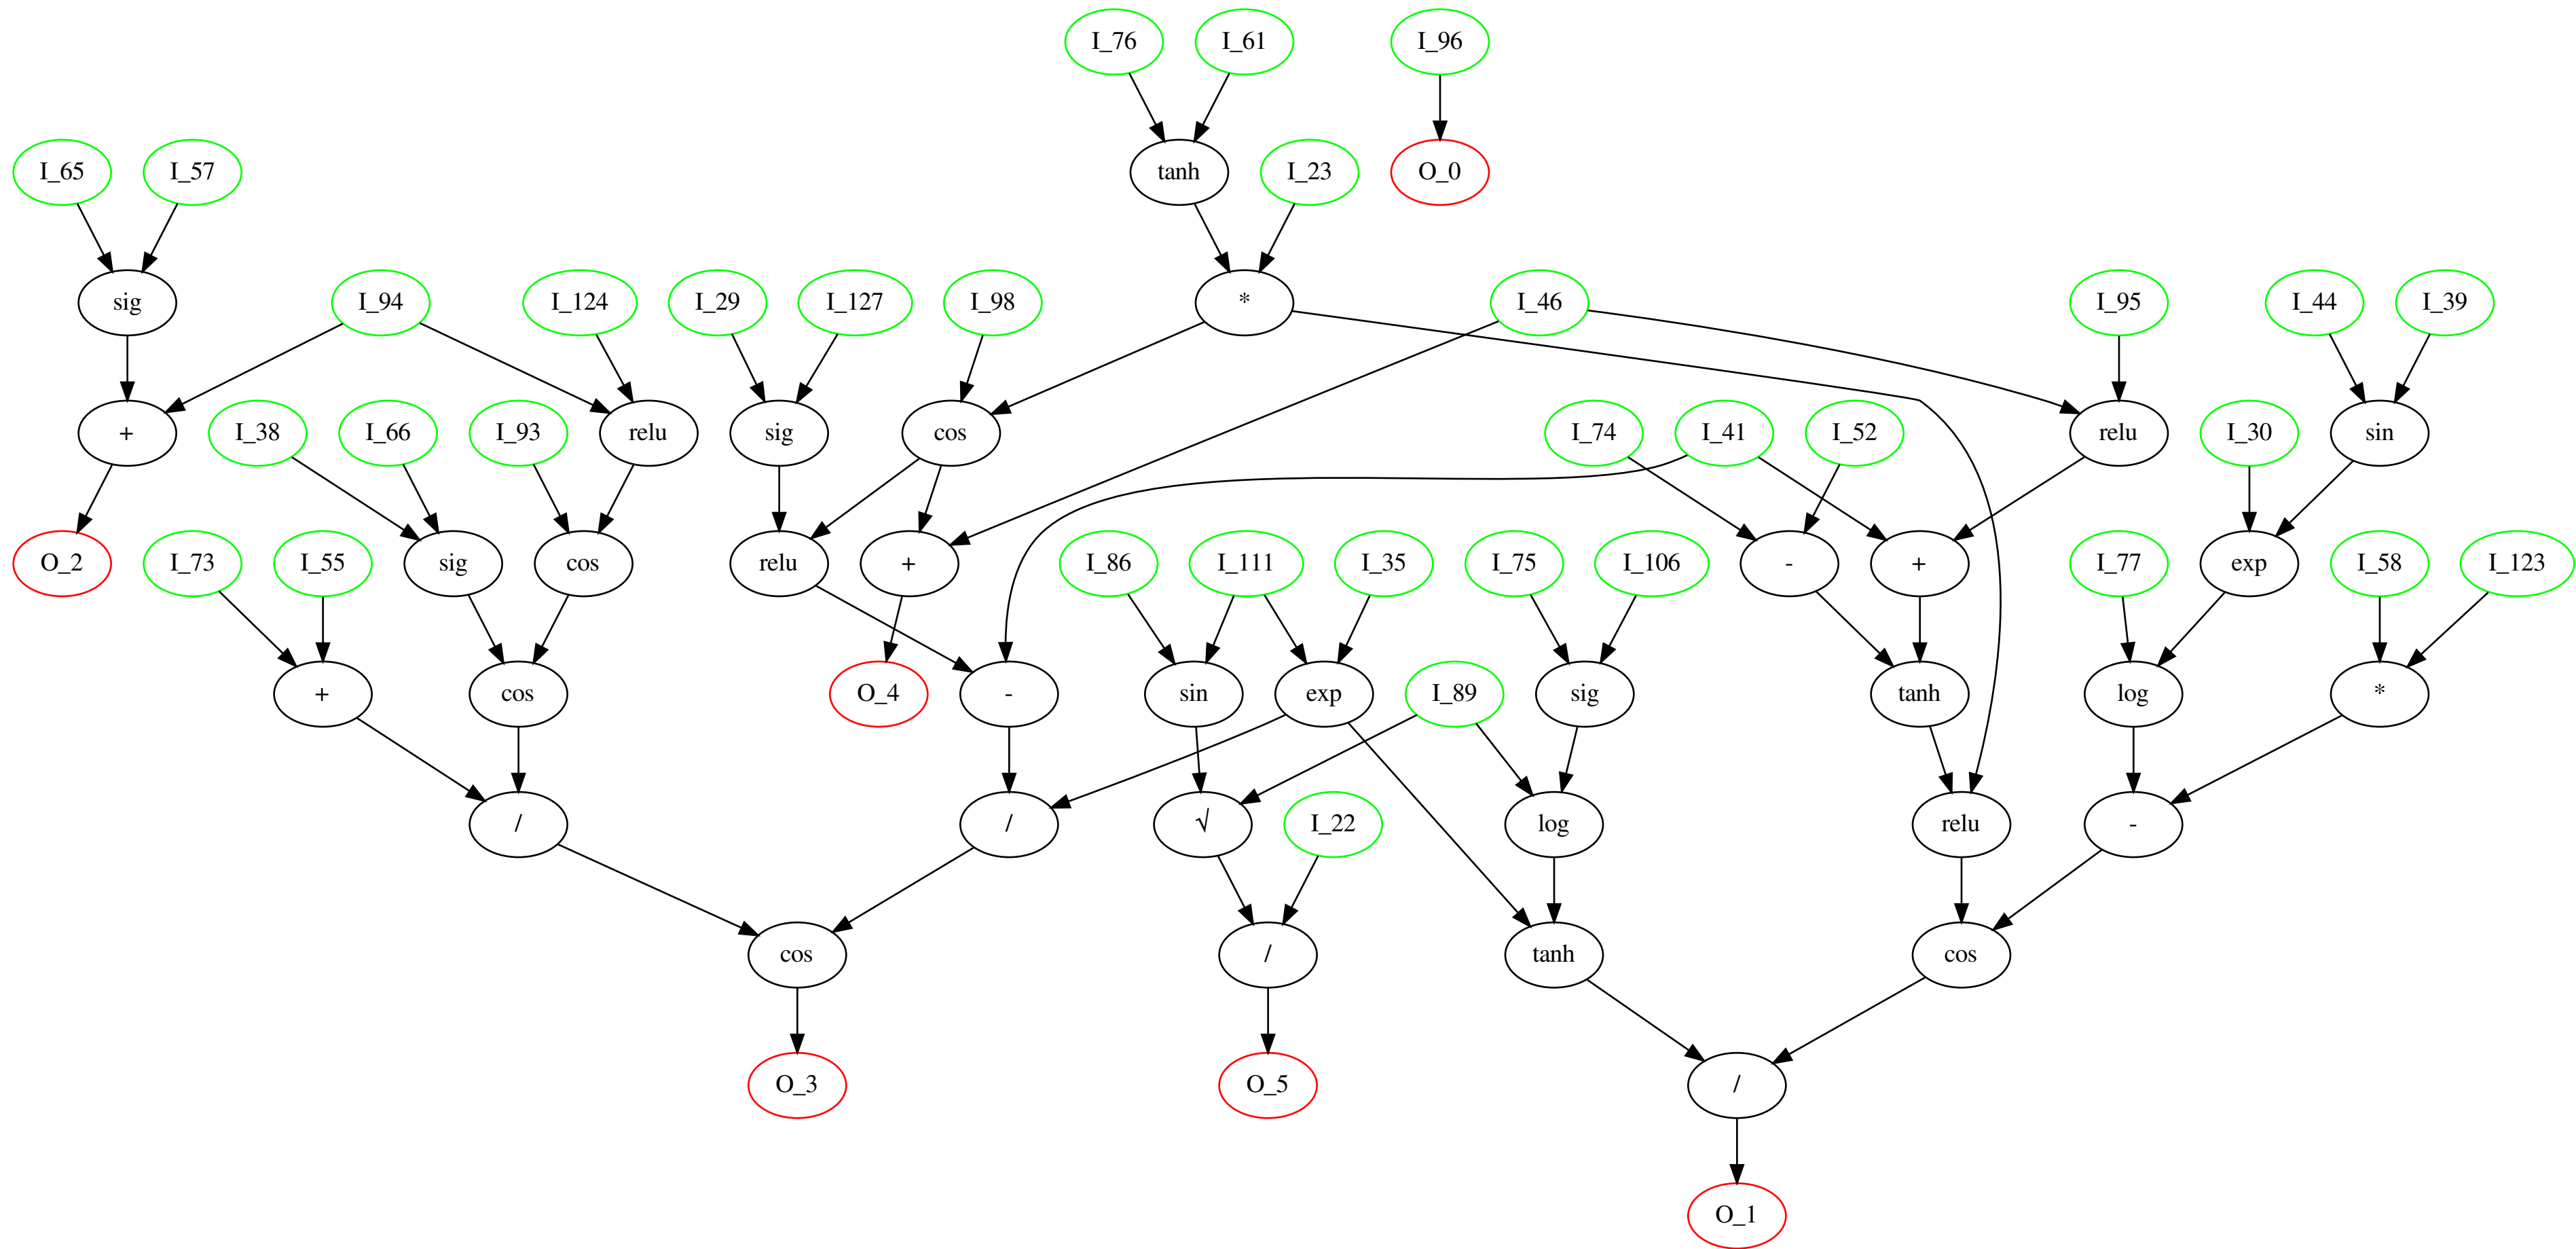 I_76 I_61 I_96
I_65 I_57 tanh I_23 O_0
sig I_94 I_124 I_29 I_127 I_98 * I_46 I_95 I_44 I_39
+ I_38 I_66 I_93 relu sig cos I_74 I_41 I_52 relu I_30 sin
O_2 I_73 I_55 sig cos relu + I_86 I_111 I_35 I_75 I_106 - + I_77 exp I_58 I_123
+ cos O_4 - sin exp I_89 sig tanh log *
/ / √ I_22 log relu -
cos / tanh cos
O_3 O_5 /
O_1